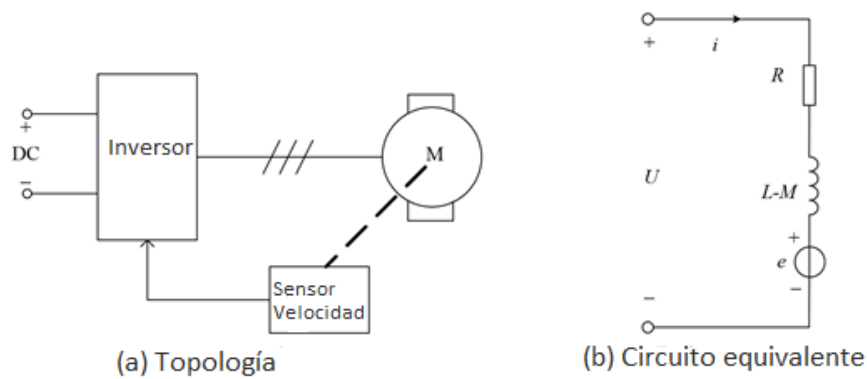 +
DC
−
Inversor
M
Sensor
Velocidad
(a) Topología
+
i
R
U
L-M
+
e
−
−
(b) Circuito equivalente